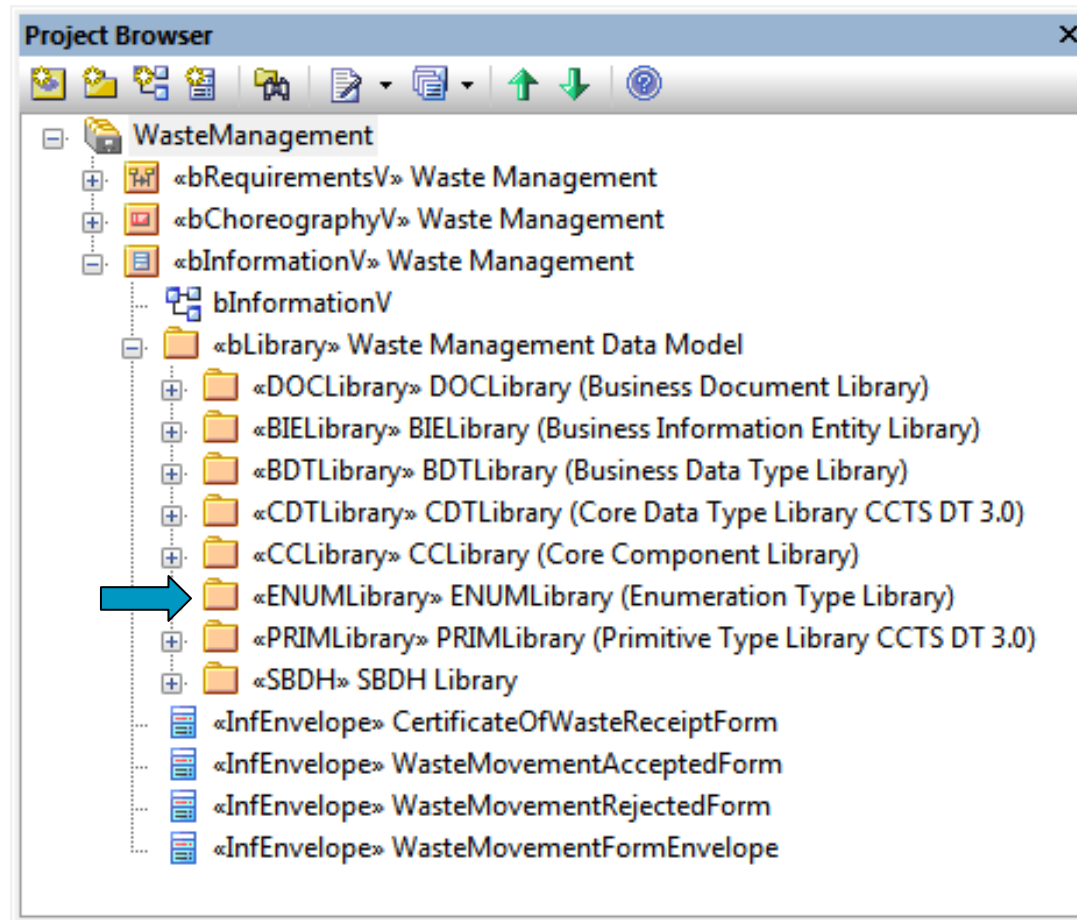 Project Browser
WasteManagement
«bRequirementsV» Waste Management
«bChoreographyV» Waste Management
«bInformationV» Waste Management
bInformationV
«bLibrary» Waste Management Data Model
«DOCLibrary» DOCLibrary (Business Document Library)
«BIELibrary» BIELibrary (Business Information Entity Library)
«BDTLibrary» BDTLibrary (Business Data Type Library)
«CDTLibrary» CDTLibrary (Core Data Type Library CCTS DT 3.0)
«CCLibrary» CCLibrary (Core Component Library)
«ENUMLibrary» ENUMLibrary (Enumeration Type Library)
«PRIMLibrary» PRIMLibrary (Primitive Type Library CCTS DT 3.0)
«SBDH» SBDH Library
«InfEnvelope» CertificateOfWasteReceiptForm
«InfEnvelope» WasteMovementAcceptedForm
«InfEnvelope» WasteMovementRejectedForm
«InfEnvelope» WasteMovementFormEnvelope